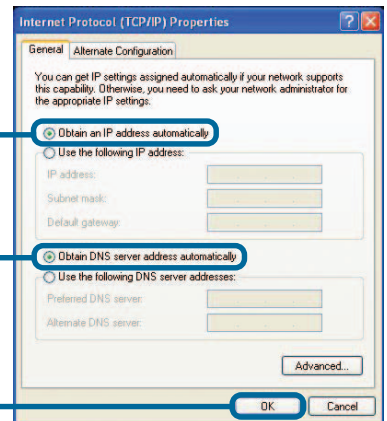 Internet Protocol (TCP/IP) Properties
General
Alternate Configuration
You can get IP settings assigned automatically if your network supports
this capability. Otherwise, you need to ask your network administrator for
the appropriate IP settings.
Obtain an IP address automatically
Use the following IP address:
IP address:
Subnet mask:
Default gateway:
Obtain DNS server address automatically
Use the following DNS server addresses:
Preferred DNS server:
Alternate DNS server:
Advanced...
OK
Cancel